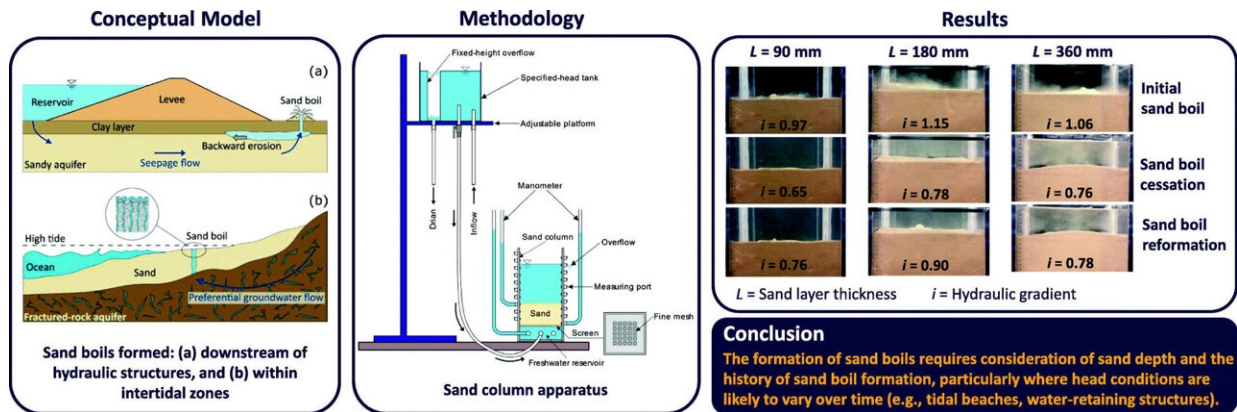 Conceptual Model
(a)
Reservoir
Levee
Sand boil
Clay layer
Backward erosion
Sandy aquifer
Seepage flow
(b)
High tide
Sand boil
Ocean
Sand
Preferential groundwater flow
Fractured-rock aquifer
Sand boils formed: (a) downstream of
hydraulic structures, and (b) within
intertidal zones
Methodology
Fixed-height overflow
Specified-head tank
Adjustable platform
Drian
Inflow
Manometer
Sand column
Overflow
Measuring port
Sand
Screen
Fine mesh
Freshwater reservoir
Sand column apparatus
Results
L = 90 mm
L = 180 mm
L = 360 mm
i = 0.97
i = 1.15
i = 1.06
Initial
sand boil
i = 0.65
i = 0.78
i = 0.76
Sand boil
cessation
i = 0.76
i = 0.90
i = 0.78
Sand boil
reformation
L = Sand layer thickness
i = Hydraulic gradient
Conclusion
The formation of sand boils requires consideration of sand depth and the
history of sand boil formation, particularly where head conditions are
likely to vary over time (e.g., tidal beaches, water-retaining structures).